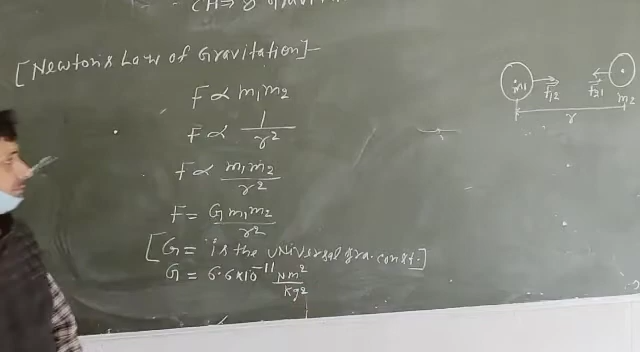 [Newton's Law of Gravitation]-
F ∝ m₁m₂
F ∝ 1/r²
F ∝ m₁m₂/r²
F = Gm₁m₂/r²
[G = is the universal gra. const.]
G = 6.6×10⁻¹¹ Nm²/kg²
m₁ F₁₂ F₂₁ m₂
r